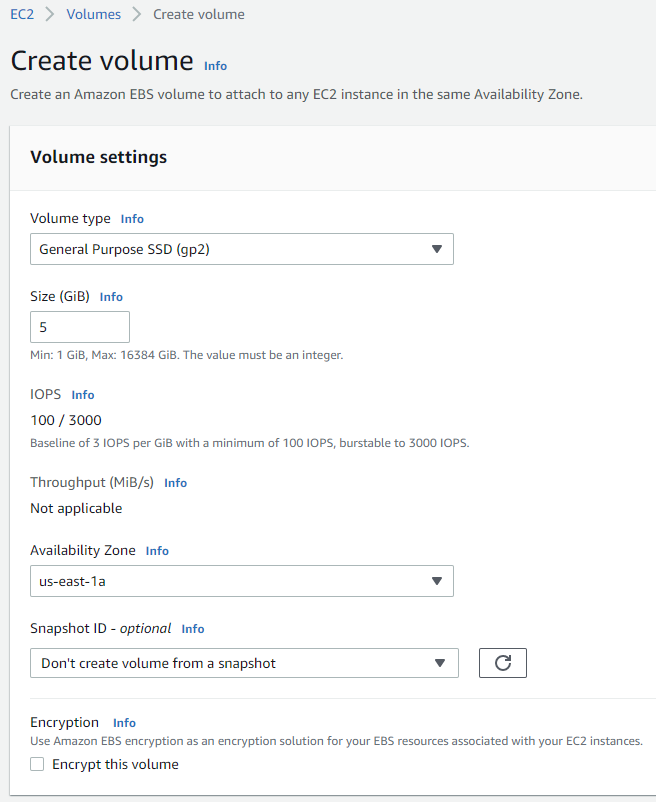 EC2 > Volumes > Create volume
Create volume Info
Create an Amazon EBS volume to attach to any EC2 instance in the same Availability Zone.
Volume settings
Volume type Info
General Purpose SSD (gp2)
Size (GiB) Info
5
Min: 1 GiB, Max: 16384 GiB. The value must be an integer.
IOPS Info
100 / 3000
Baseline of 3 IOPS per GiB with a minimum of 100 IOPS, burstable to 3000 IOPS.
Throughput (MiB/s) Info
Not applicable
Availability Zone Info
us-east-1a
Snapshot ID - optional Info
Don't create volume from a snapshot
Encryption Info
Use Amazon EBS encryption as an encryption solution for your EBS resources associated with your EC2 instances.
Encrypt this volume